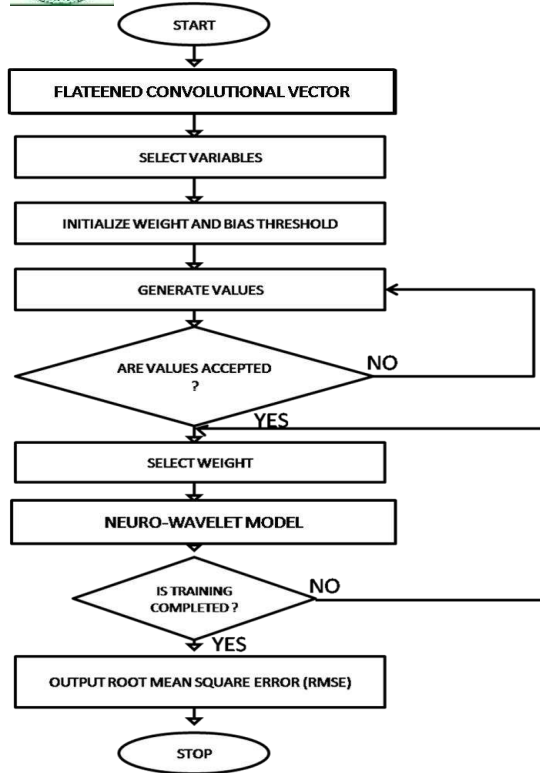 START
FLATEENED CONVOLUTIONAL VECTOR
SELECT VARIABLES
INITIALIZE WEIGHT AND BIAS THRESHOLD
GENERATE VALUES
ARE VALUES ACCEPTED
?
NO
YES
SELECT WEIGHT
NEURO-WAVELET MODEL
IS TRAINING
COMPLETED ?
NO
YES
OUTPUT ROOT MEAN SQUARE ERROR (RMSE)
STOP